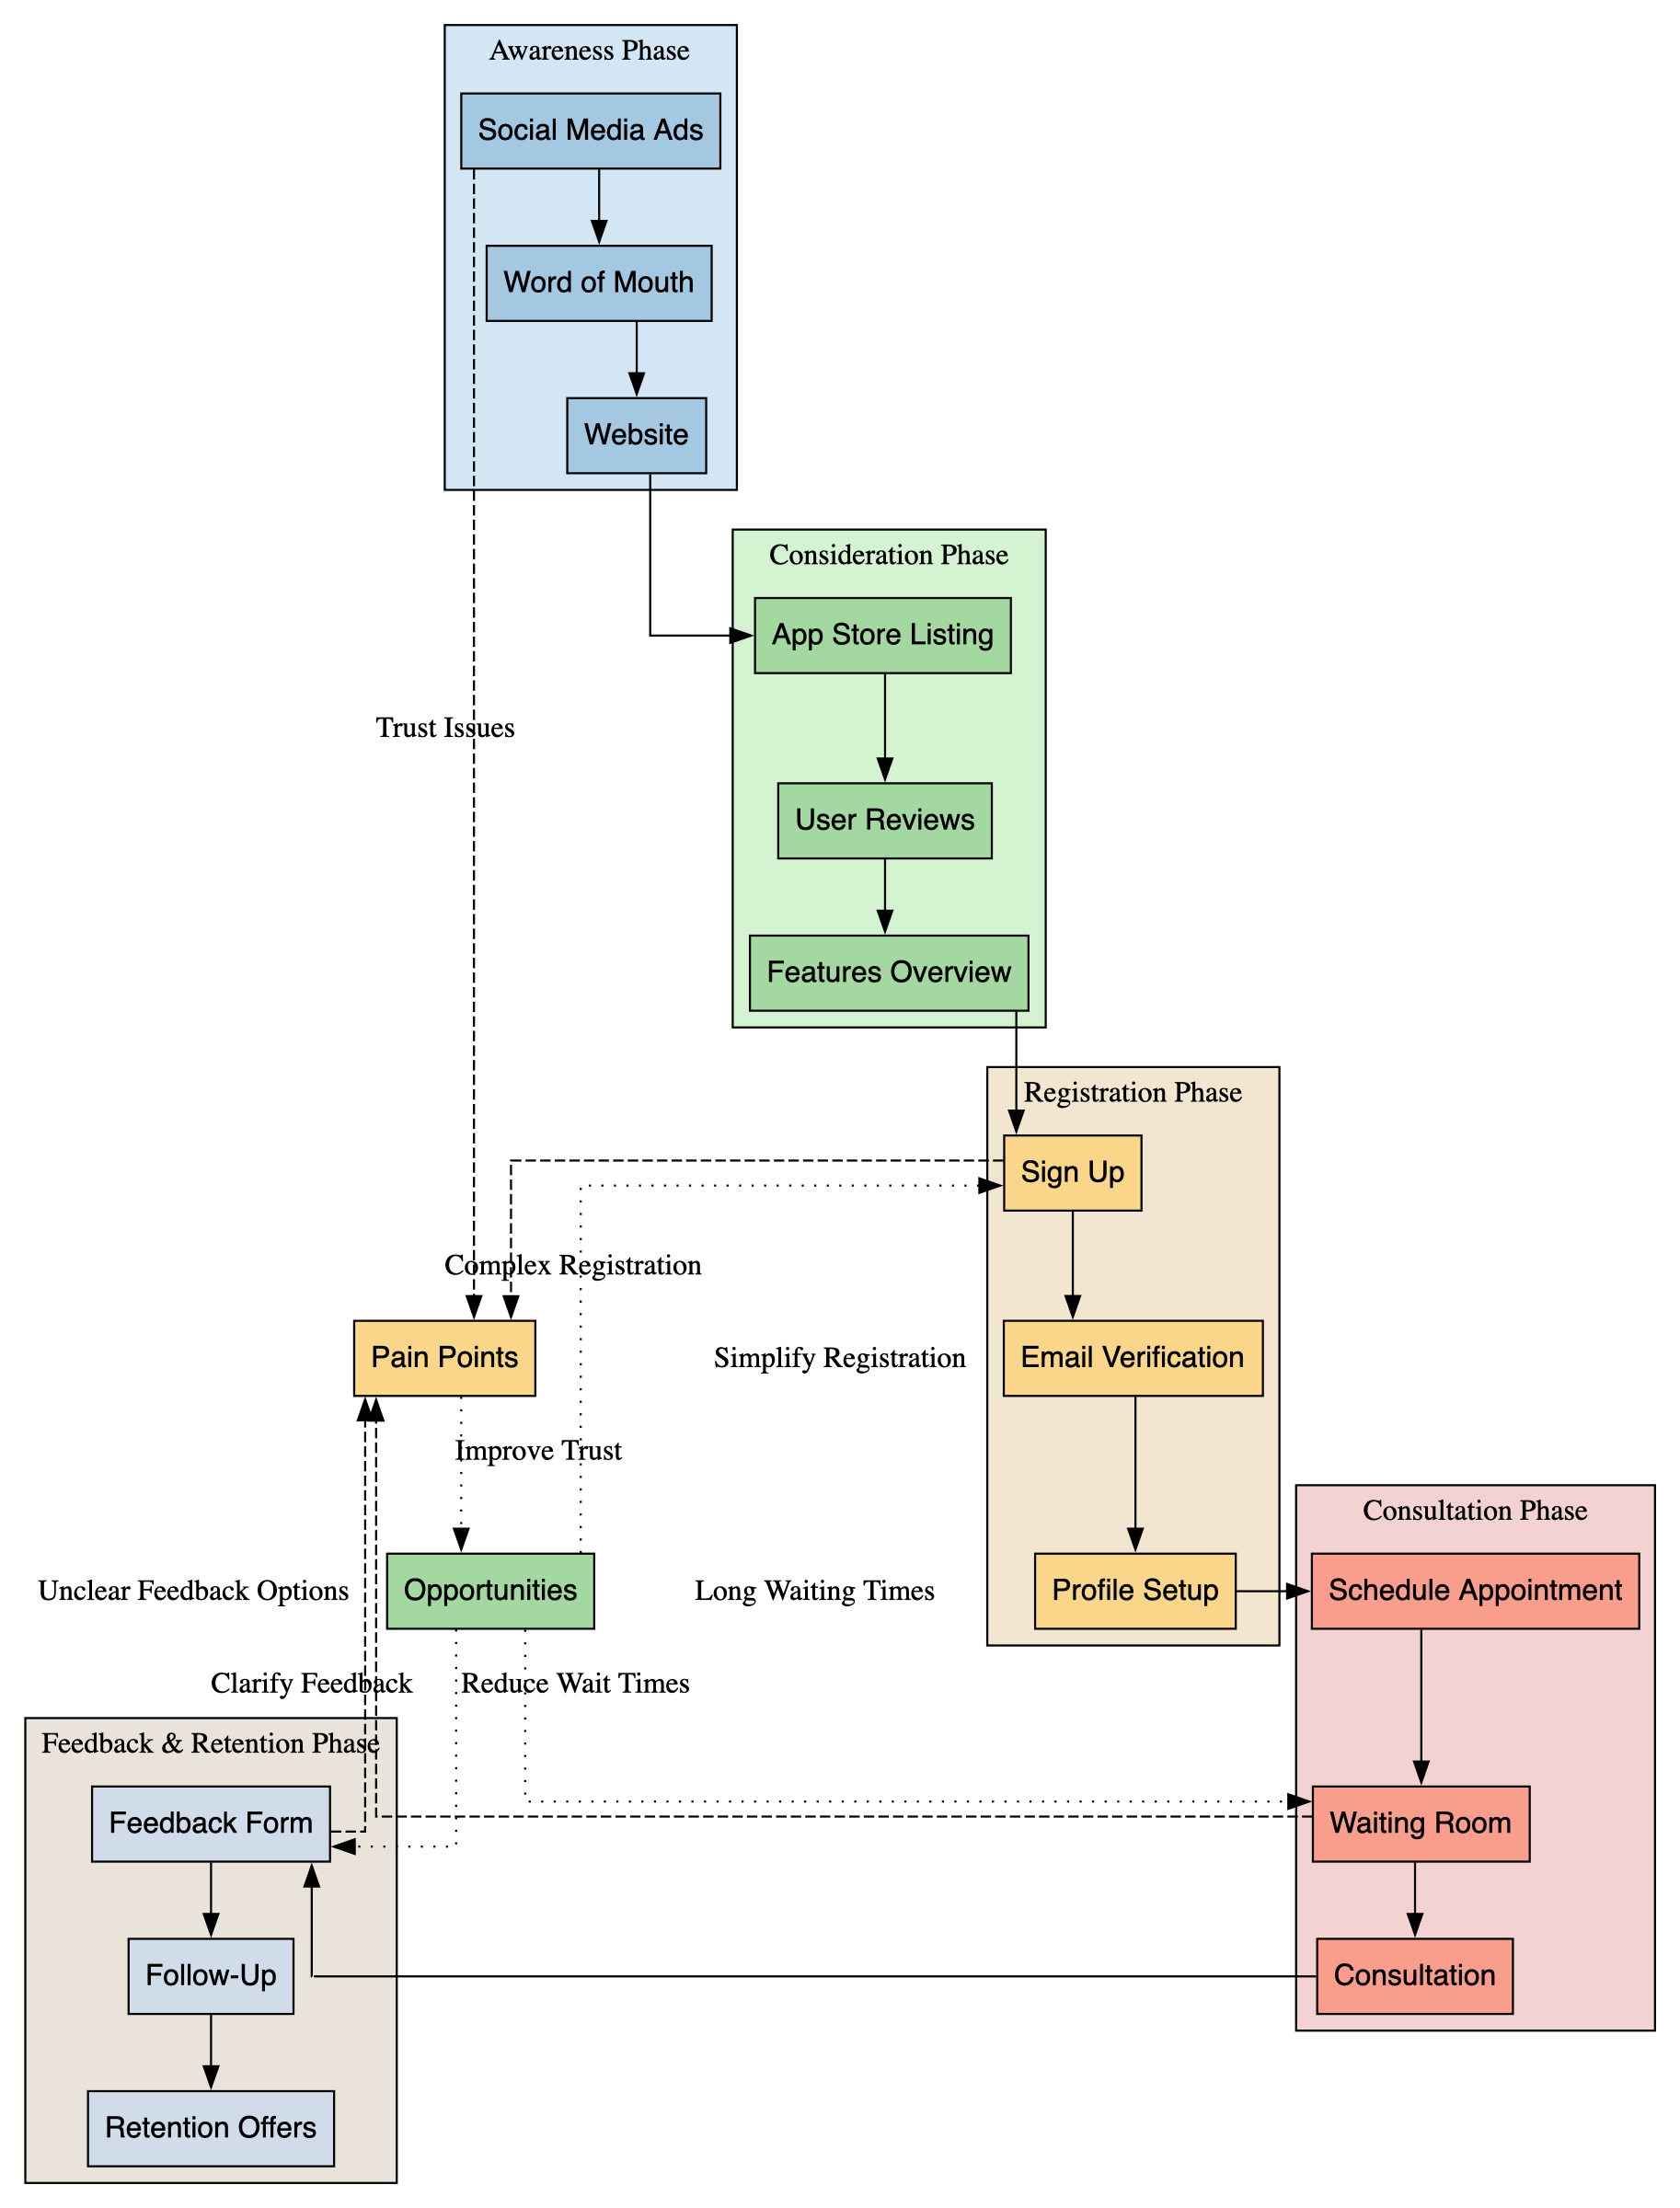 Awareness Phase
Social Media Ads
Word of Mouth
Website
Consideration Phase
App Store Listing
Trust Issues
User Reviews
Features Overview
Registration Phase
Sign Up
Complex Registration
Pain Points
Simplify Registration
Email Verification
Improve Trust
Consultation Phase
Unclear Feedback Options
Opportunities
Long Waiting Times
Profile Setup
Schedule Appointment
Clarify Feedback
Reduce Wait Times
Feedback & Retention Phase
Feedback Form
Waiting Room
Follow-Up
Consultation
Retention Offers